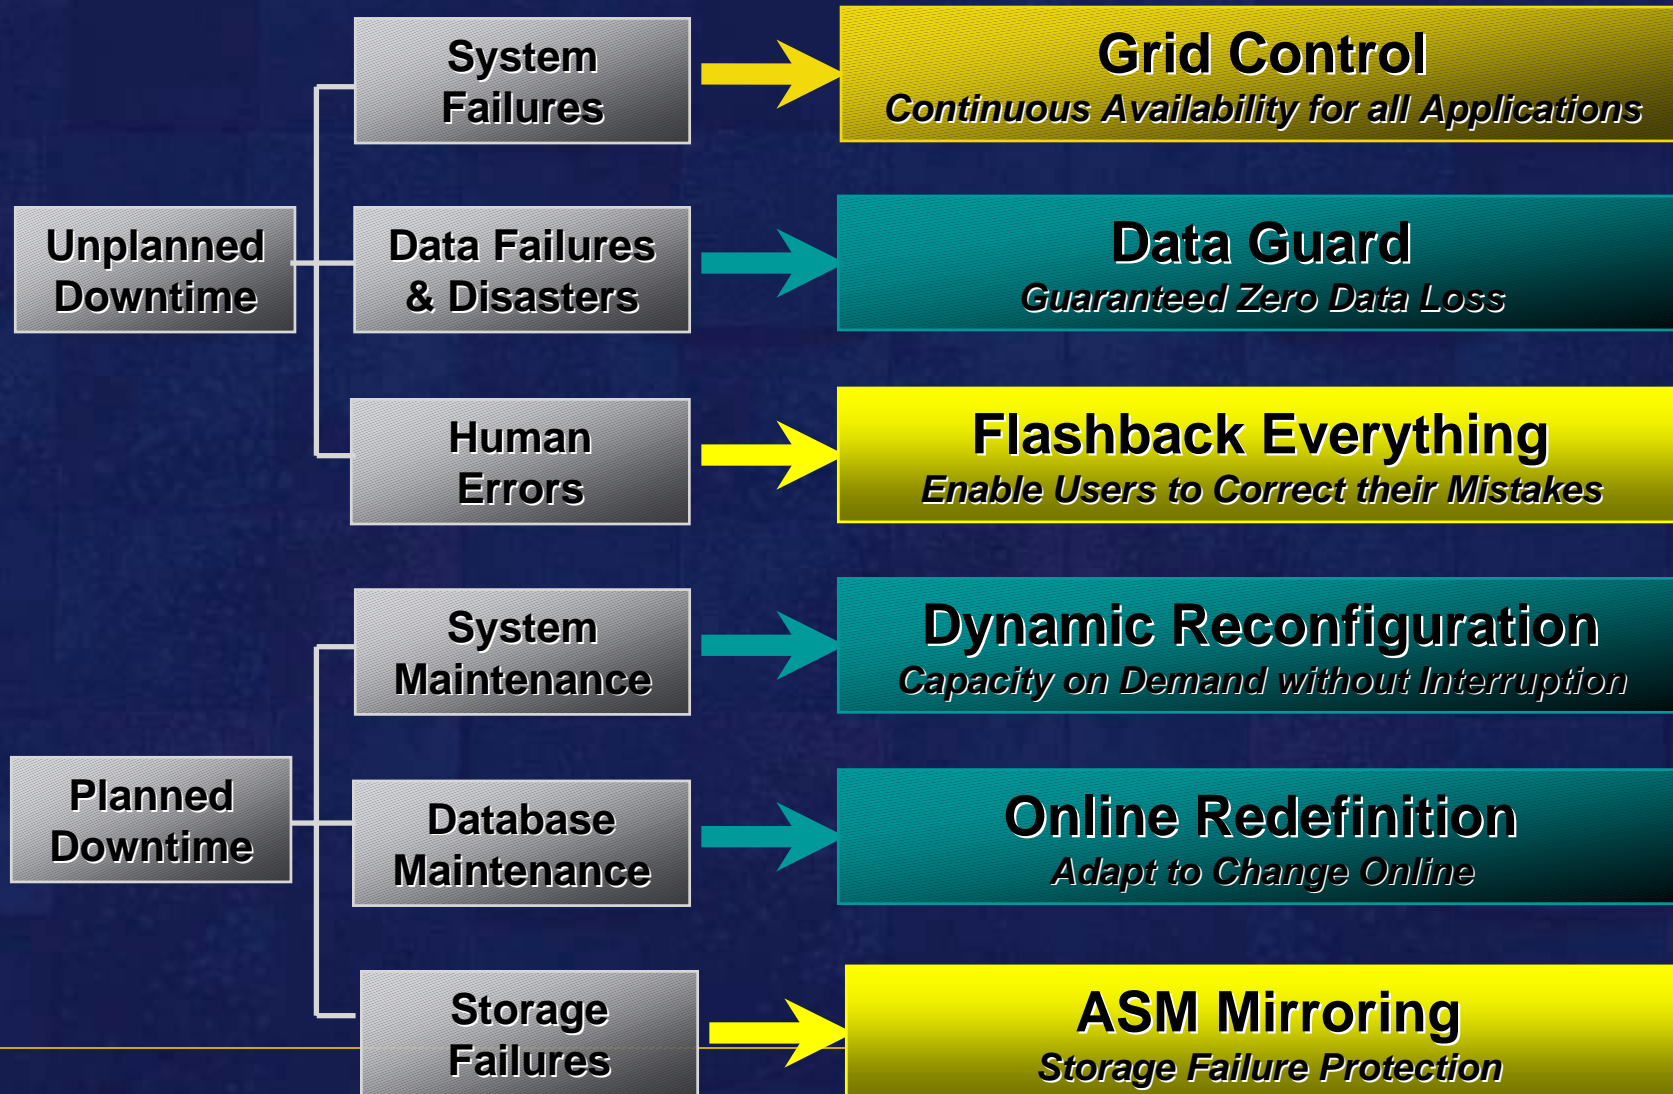 System
Failures
Grid Control
Continuous Availability for all Applications
Unplanned
Downtime
Data Failures
& Disasters
Data Guard
Guaranteed Zero Data Loss
Human
Errors
Flashback Everything
Enable Users to Correct their Mistakes
System
Maintenance
Dynamic Reconfiguration
Capacity on Demand without Interruption
Planned
Downtime
Database
Maintenance
Online Redefinition
Adapt to Change Online
Storage
Failures
ASM Mirroring
Storage Failure Protection